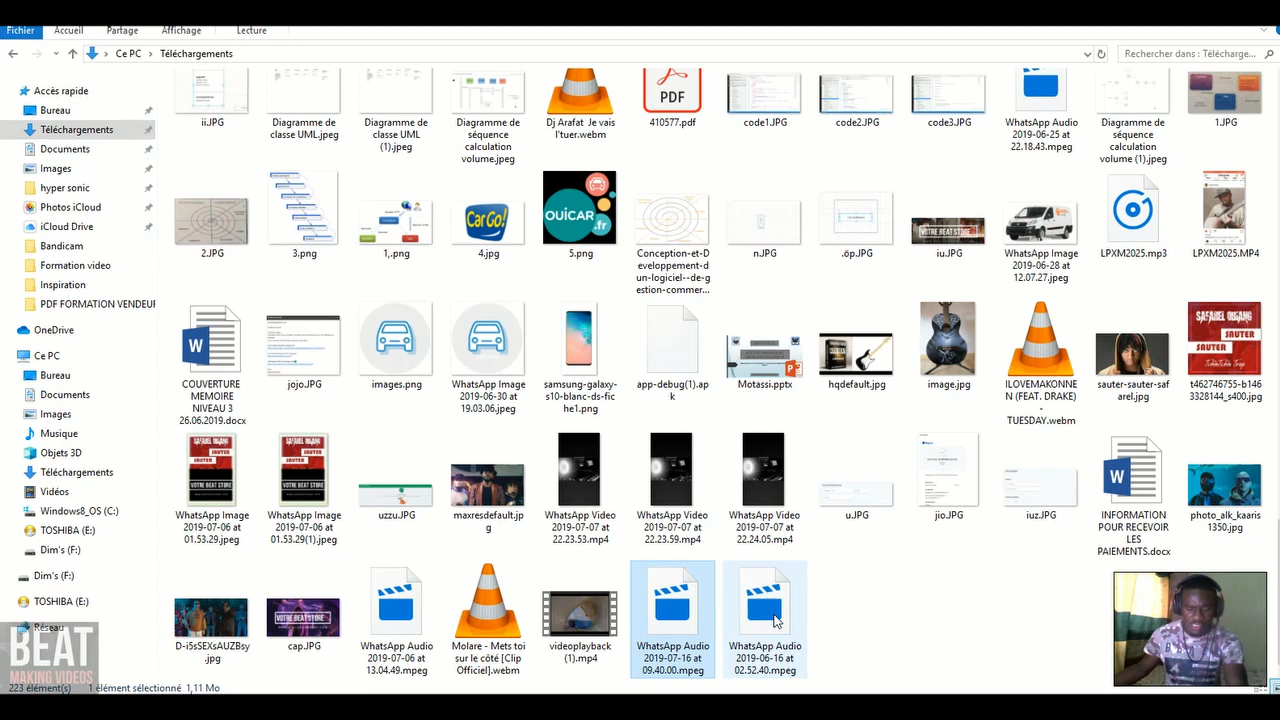 Fichier Accueil Partage Affichage Lecture
Ce PC > Téléchargements
Rechercher dans : Télécharge...
Accès rapide
Bureau
Téléchargements
Documents
Images
hyper sonic
Photos iCloud
iCloud Drive
Bandicam
Formation video
Inspiration
PDF FORMATION VENDEUR
OneDrive
Ce PC
Bureau
Documents
Images
Musique
Objets 3D
Téléchargements
Vidéos
Windows8_OS (C:)
TOSHIBA (E:)
Dim's (F:)
Dim's (F:)
TOSHIBA (E:)
Réseau
BEAT
MAKING VIDEOS
223 élément(s) 1 élément sélectionné 1,11 Mo
ii.JPG
Diagramme de
classe UML.jpeg
Diagramme de
classe UML
(1).jpeg
Diagramme de
séquence
calculation
volume.jpeg
Dj Arafat Je vais
l'tuer.webm
PDF
410577.pdf
code1.JPG
code2.JPG
code3.JPG
WhatsApp Audio
2019-06-25 at
22.18.43.mpeg
Diagramme de
séquence
calculation
volume (1).jpeg
1.JPG
2.JPG
3.png
1,.png
CarGo!
4.jpg
OUICAR
.fr
5.png
Conception-et-D
eveloppement-d
un-logiciel--de-g
estion-commer...
n.JPG
.öp.JPG
iu.JPG
WhatsApp Image
2019-06-28 at
12.07.27.jpeg
LPXM2025.mp3
LPXM2025.MP4
W
COUVERTURE
MEMOIRE
NIVEAU 3
26.06.2019.docx
jojo.JPG
images.png
WhatsApp Image
2019-06-30 at
19.03.06.jpeg
samsung-galaxy-
s10-blanc-ds-fic
he1.png
app-debug(1).ap
k
Motassi.pptx
hqdefault.jpg
image.jpg
ILOVEMAKONNE
N (FEAT. DRAKE)
-
TUESDAY.webm
sauter-sauter-saf
arel.jpg
SAFAREL OBIANG
SAUTER
SAUTER
t462746755-b146
3328144_s400.jpg
SAFAREL OBIANG
SAUTER
VOTRE BEAT STORE
WhatsApp Image
2019-07-06 at
01.53.29.jpeg
SAFAREL OBIANG
SAUTER
VOTRE BEAT STORE
WhatsApp Image
2019-07-06 at
01.53.29(1).jpeg
uzzu.JPG
maxresdefault.jp
g
WhatsApp Video
2019-07-07 at
22.23.53.mp4
WhatsApp Video
2019-07-07 at
22.23.59.mp4
WhatsApp Video
2019-07-07 at
22.24.05.mp4
u.JPG
jio.JPG
iuz.JPG
W
INFORMATION
POUR RECEVOIR
LES
PAIEMENTS.docx
photo_alk_kaaris
1350.jpg
D-i5sSEXsAUZBsy
.jpg
VOTRE BEAT STORE
cap.JPG
WhatsApp Audio
2019-07-06 at
13.04.49.mpeg
Molare - Mets toi
sur le côté [Clip
Officiel].webm
videoplayback
(1).mp4
WhatsApp Audio
2019-07-16 at
09.40.00.mpeg
WhatsApp Audio
2019-06-16 at
02.52.40.mpeg